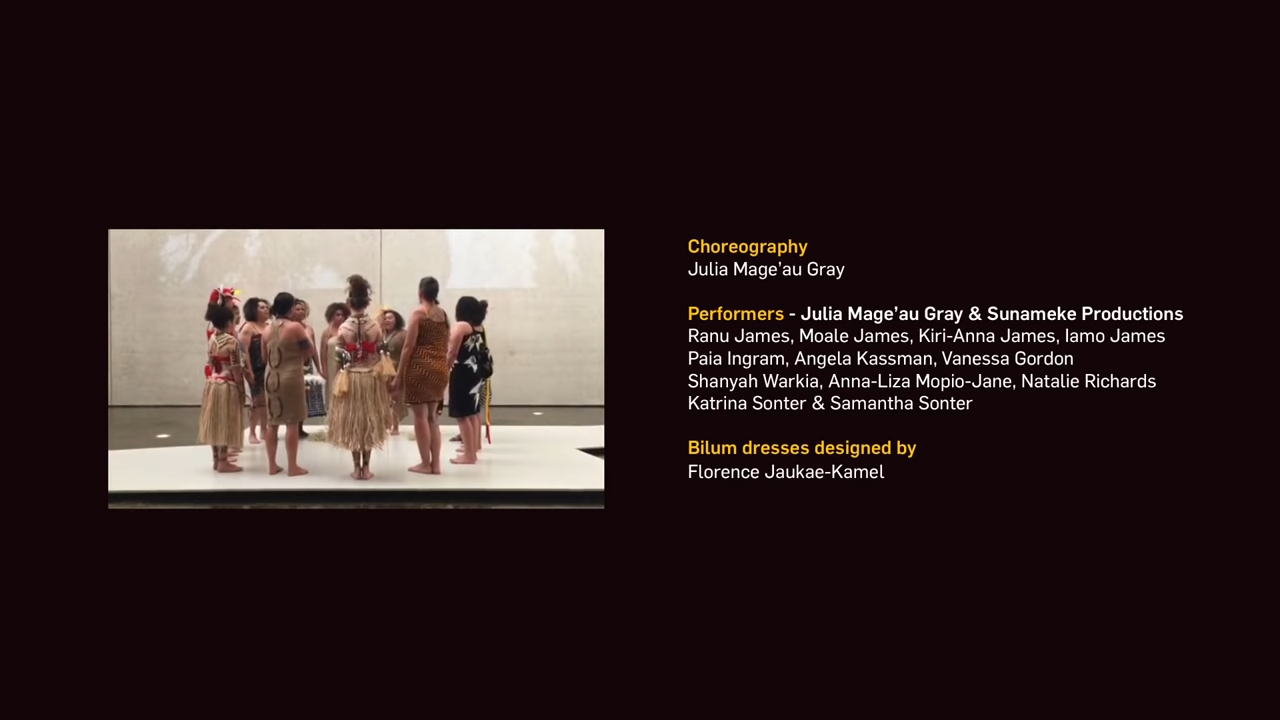 Choreography
Julia Mage'au Gray
Performers - Julia Mage'au Gray & Sunameke Productions
Ranu James, Moale James, Kiri-Anna James, Iamo James
Paia Ingram, Angela Kassman, Vanessa Gordon
Shanyah Warkia, Anna-Liza Mopio-Jane, Natalie Richards
Katrina Sonter & Samantha Sonter
Bilum dresses designed by
Florence Jaukae-Kamel